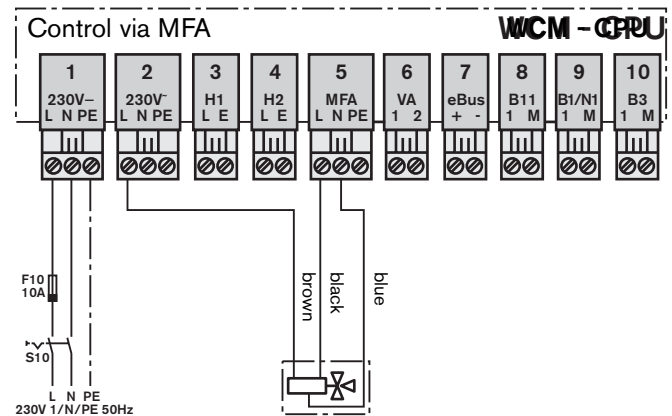 Control via MFA
WCM - CPU
1 2 3 4 5 6 7 8 9 10
230V~ 230V~ H1 H2 MFA VA eBus B11 B1/N1 B3
L N PE L N L E L E L N PE 1 2 + - 1 M 1 M 1 M
F10
10A
brown
black
blue
S10
L N PE
230V 1/N/PE 50Hz